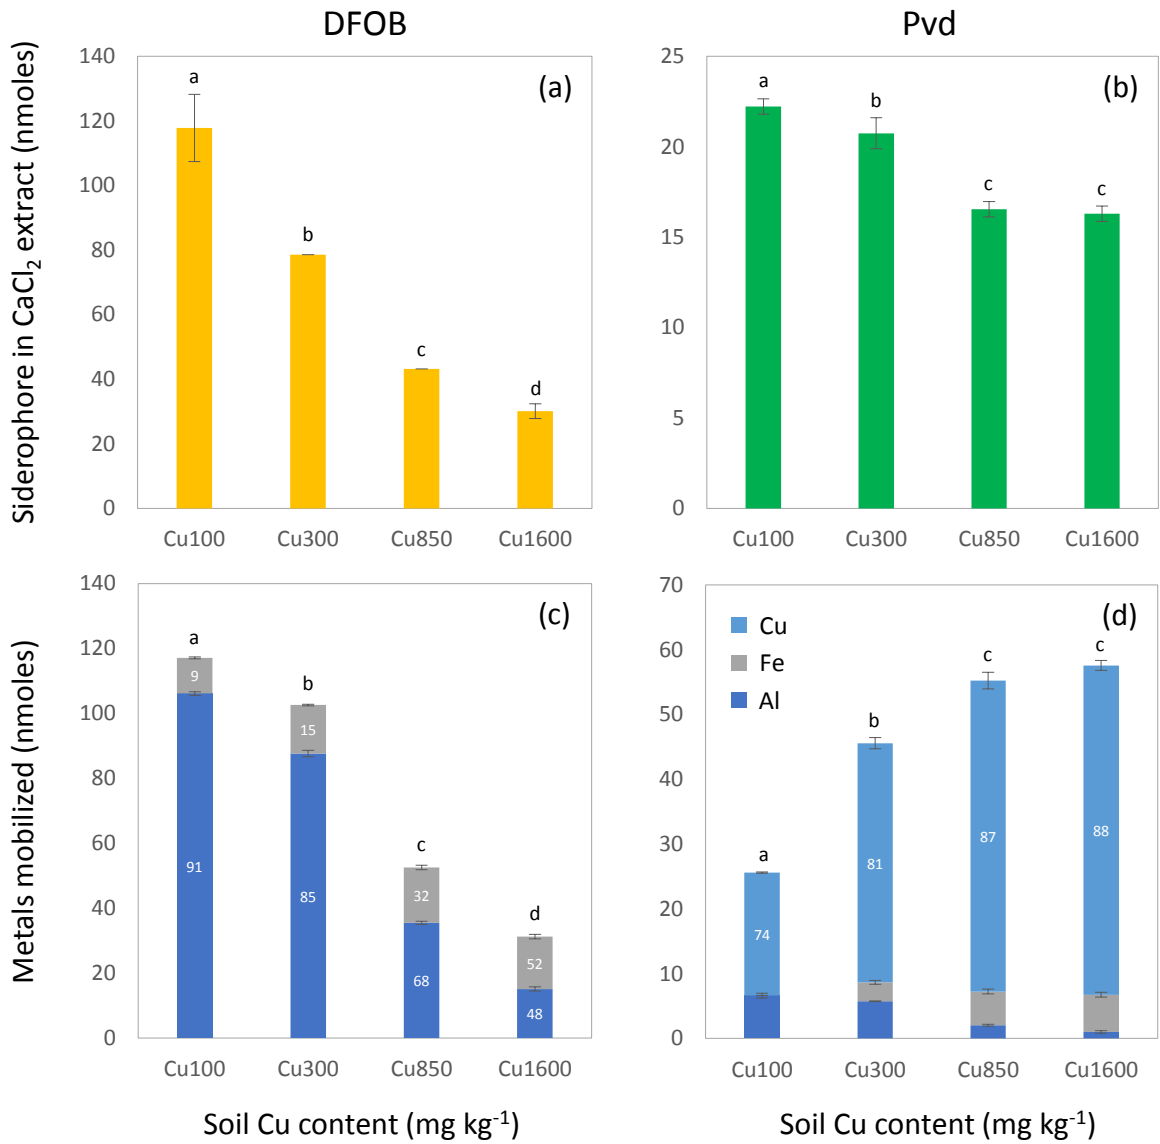 DFOB
Pvd
Siderophore in CaCl₂ extract (nmoles)
140
120
100
80
60
40
20
0
a
b
c
d
(a)
Cu100 Cu300 Cu850 Cu1600
25
20
15
10
5
0
a
b
c
c
(b)
Cu100 Cu300 Cu850 Cu1600
Metals mobilized (nmoles)
140
120
100
80
60
40
20
0
a
b
c
d
(c)
9
91
15
85
32
68
52
48
Cu100 Cu300 Cu850 Cu1600
Soil Cu content (mg kg⁻¹)
70
60
50
40
30
20
10
0
Cu
Fe
Al
a
b
c
c
(d)
74
81
87
88
Cu100 Cu300 Cu850 Cu1600
Soil Cu content (mg kg⁻¹)